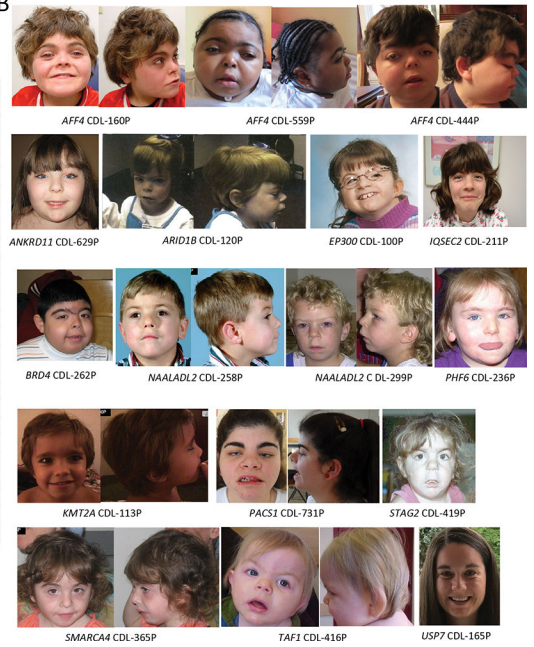 B
AFF4 CDL-160P AFF4 CDL-559P AFF4 CDL-444P
ANKRD11 CDL-629P ARID1B CDL-120P EP300 CDL-100P IQSEC2 CDL-211P
BRD4 CDL-262P NAALADL2 CDL-258P NAALADL2 C DL-299P PHF6 CDL-236P
KMT2A CDL-113P PACS1 CDL-731P STAG2 CDL-419P
SMARCA4 CDL-365P TAF1 CDL-416P USP7 CDL-165P